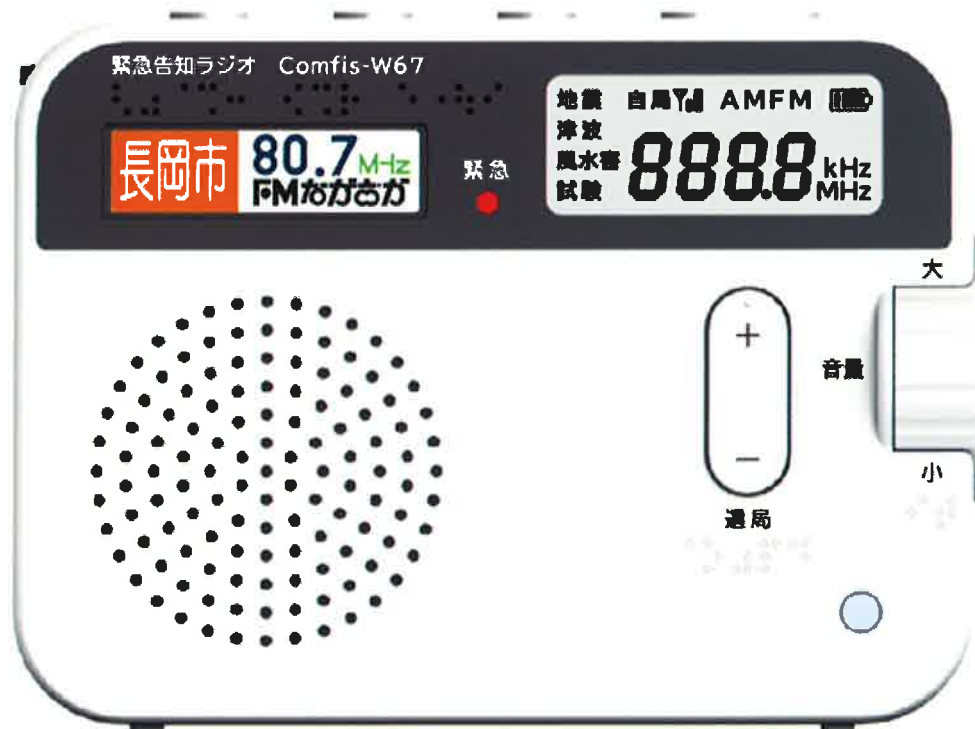 緊急告知ラジオ Comfis-W67
長岡市
80.7MHz
FMながおか
緊急
地震 自局 AMFM
津波
風水害
試験
888.8 kHz
MHz
大
音量
小
+
−
選局